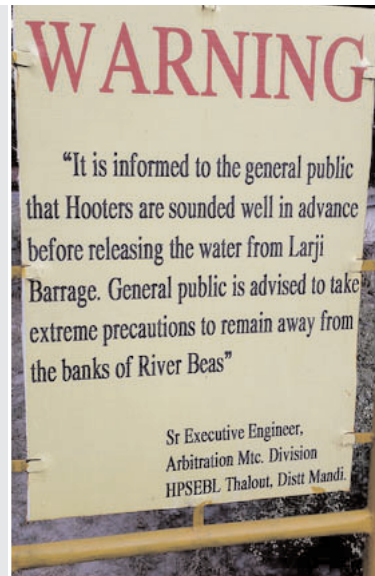 WARNING
“It is informed to the general public
that Hooters are sounded well in advance
before releasing the water from Larji
Barrage. General public is advised to take
extreme precautions to remain away from
the banks of River Beas”
Sr Executive Engineer,
Arbitration Mtc. Division
HPSEBL Thalout, Distt Mandi.